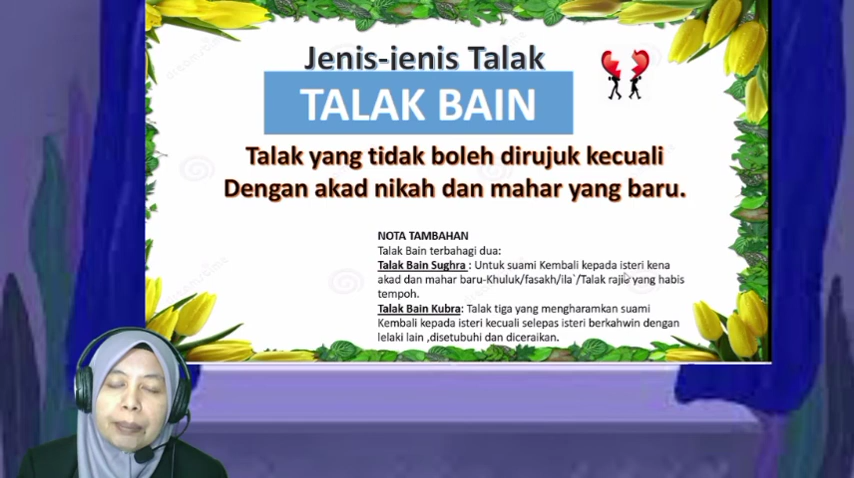 Jenis-jenis Talak
TALAK BAIN
Talak yang tidak boleh dirujuk kecuali
Dengan akad nikah dan mahar yang baru.
NOTA TAMBAHAN
Talak Bain terbahagi dua:
Talak Bain Sughra : Untuk suami Kembali kepada isteri kena
akad dan mahar baru-Khuluk/fasakh/ila`/Talak rajie yang habis
tempoh.
Talak Bain Kubra: Talak tiga yang mengharamkan suami
Kembali kepada isteri kecuali selepas isteri berkahwin dengan
lelaki lain ,disetubuhi dan diceraikan.